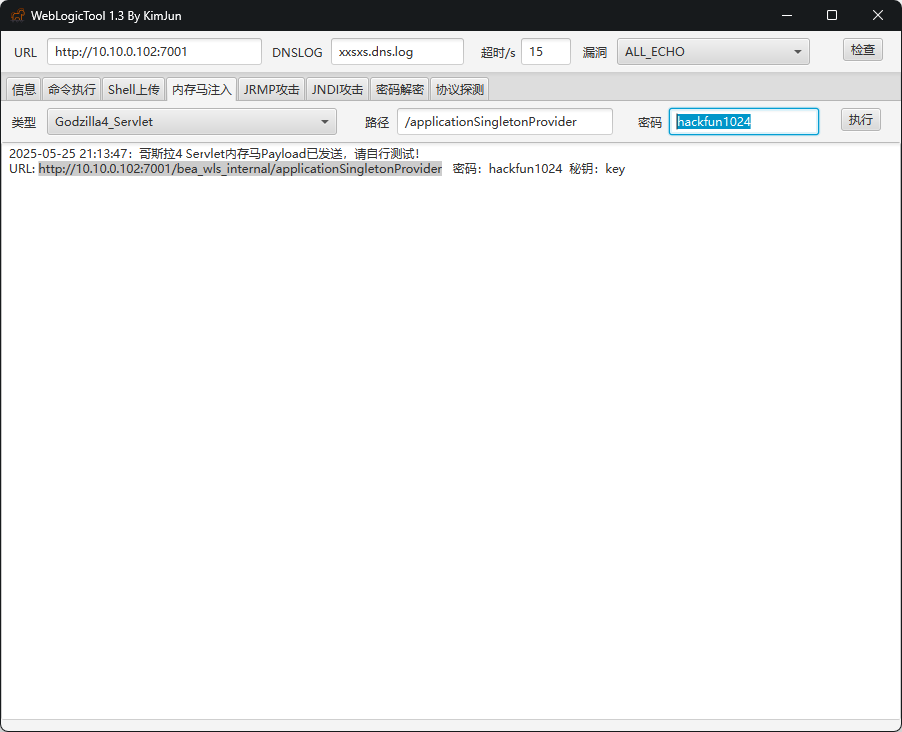 WebLogicTool 1.3 By KimJun
URL http://10.10.0.102:7001 DNSLOG xxsxs.dns.log 超时/s 15 漏洞 ALL_ECHO 检查
信息 命令执行 Shell上传 内存马注入 JRMP攻击 JNDI攻击 密码解密 协议探测
类型 Godzilla4_Servlet 路径 /applicationSingletonProvider 密码 hackfun1024 执行
2025-05-25 21:13:47：哥斯拉4 Servlet内存马Payload已发送，请自行测试！
URL: http://10.10.0.102:7001/bea_wls_internal/applicationSingletonProvider 密码：hackfun1024 秘钥：key